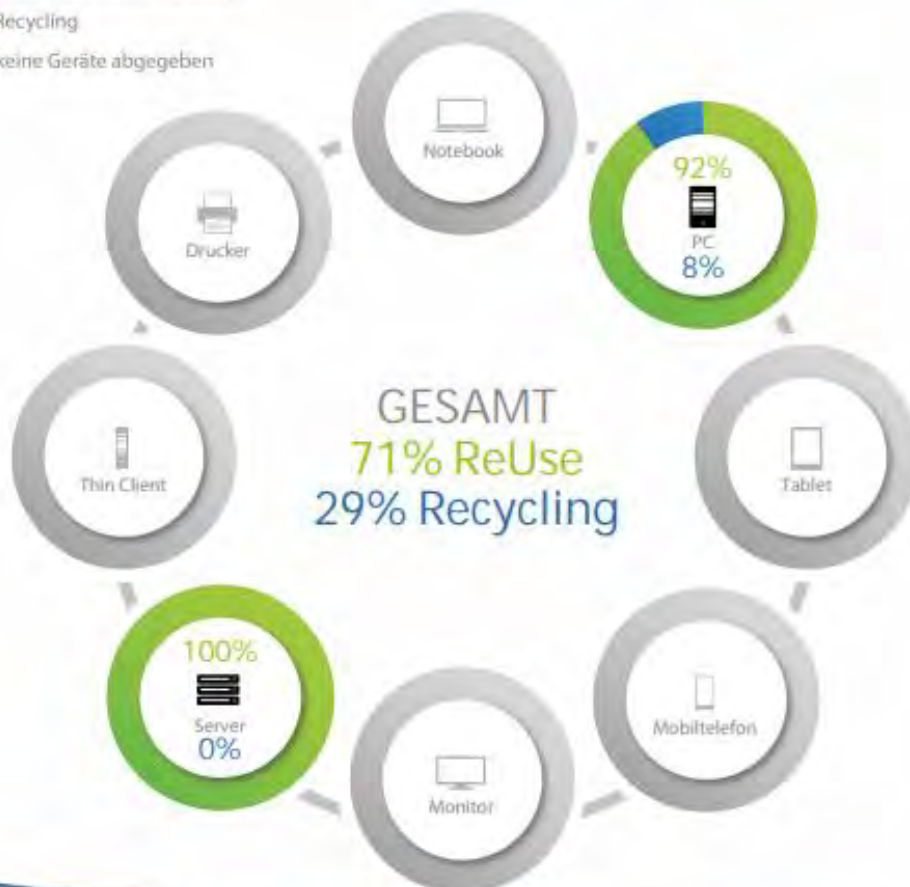 Recycling
keine Geräte abgegeben
Notebook
92%
PC
8%
Drucker
GESAMT
71% ReUse
29% Recycling
Thin Client
Tablet
100%
Server
0%
Mobiltelefon
Monitor